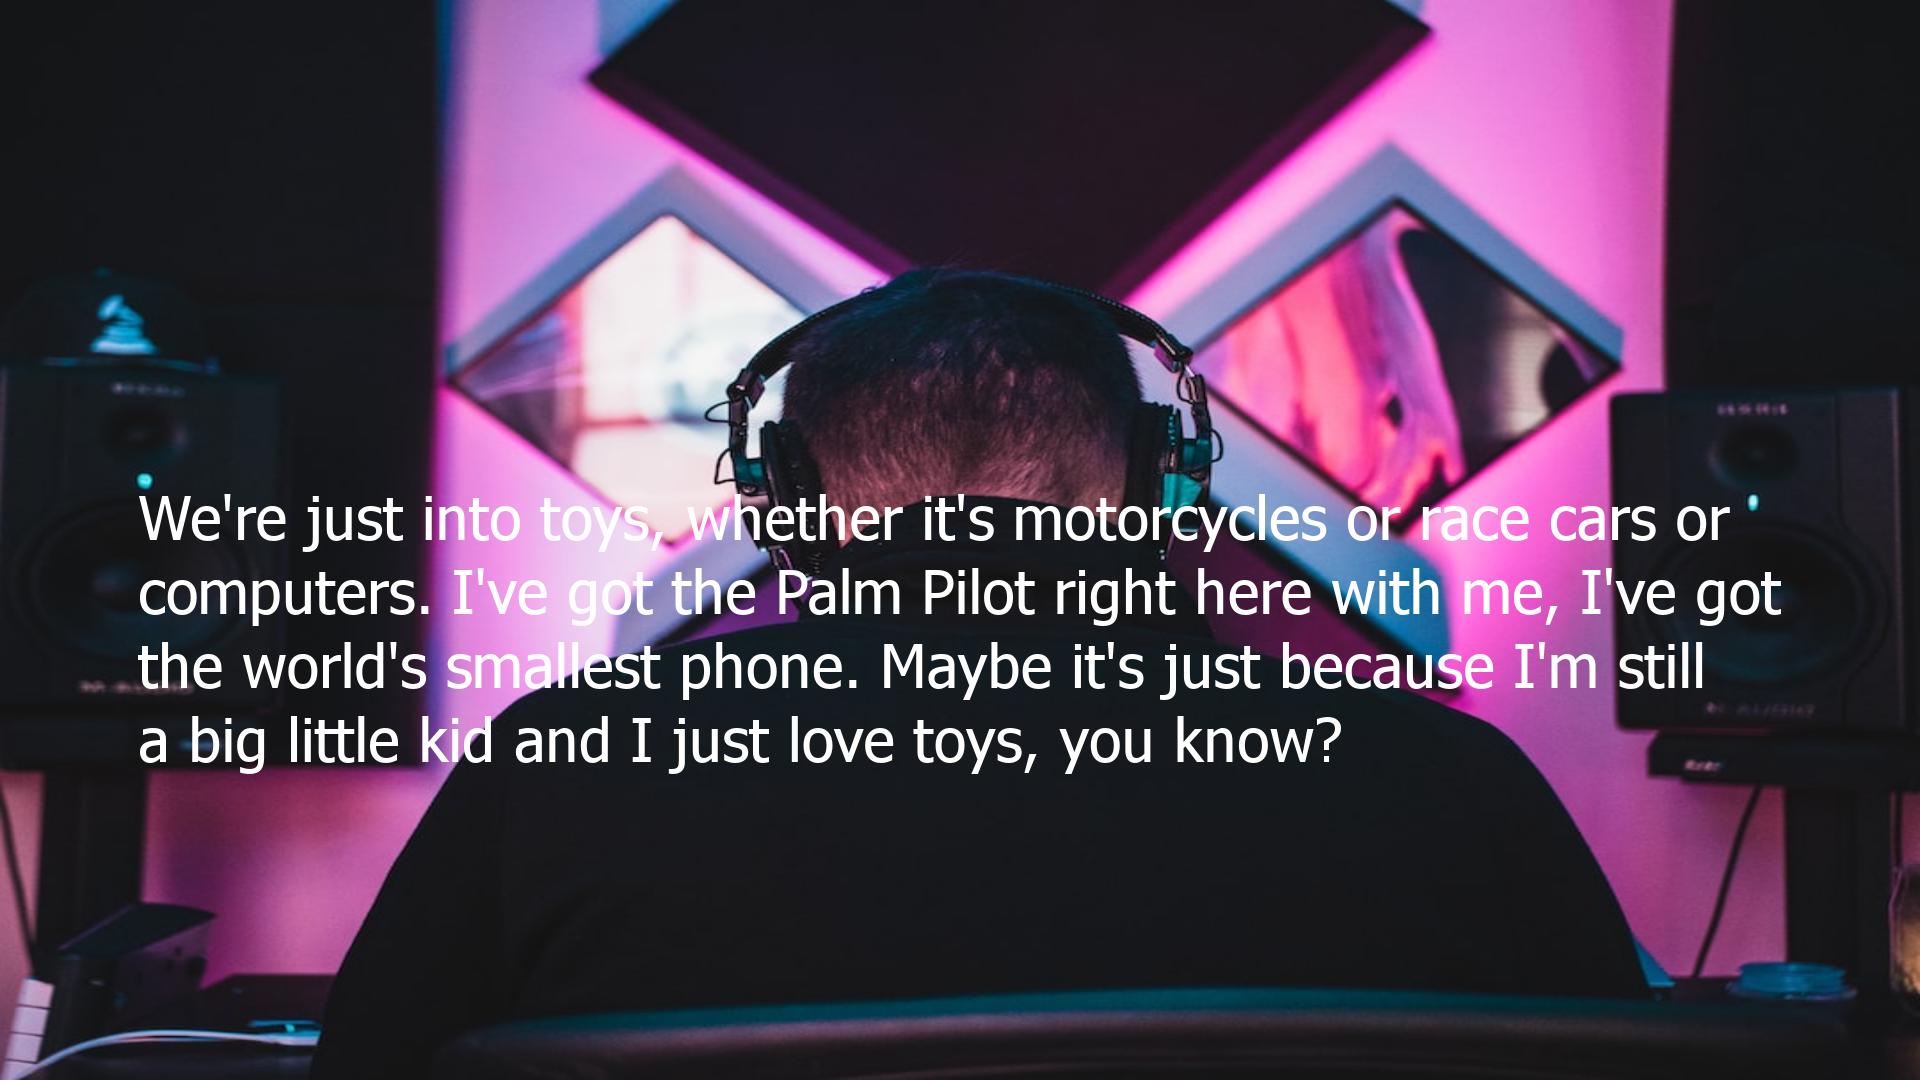 We're just into toys, whether it's motorcycles or race cars or
computers. I've got the Palm Pilot right here with me, I've got
the world's smallest phone. Maybe it's just because I'm still
a big little kid and I just love toys, you know?